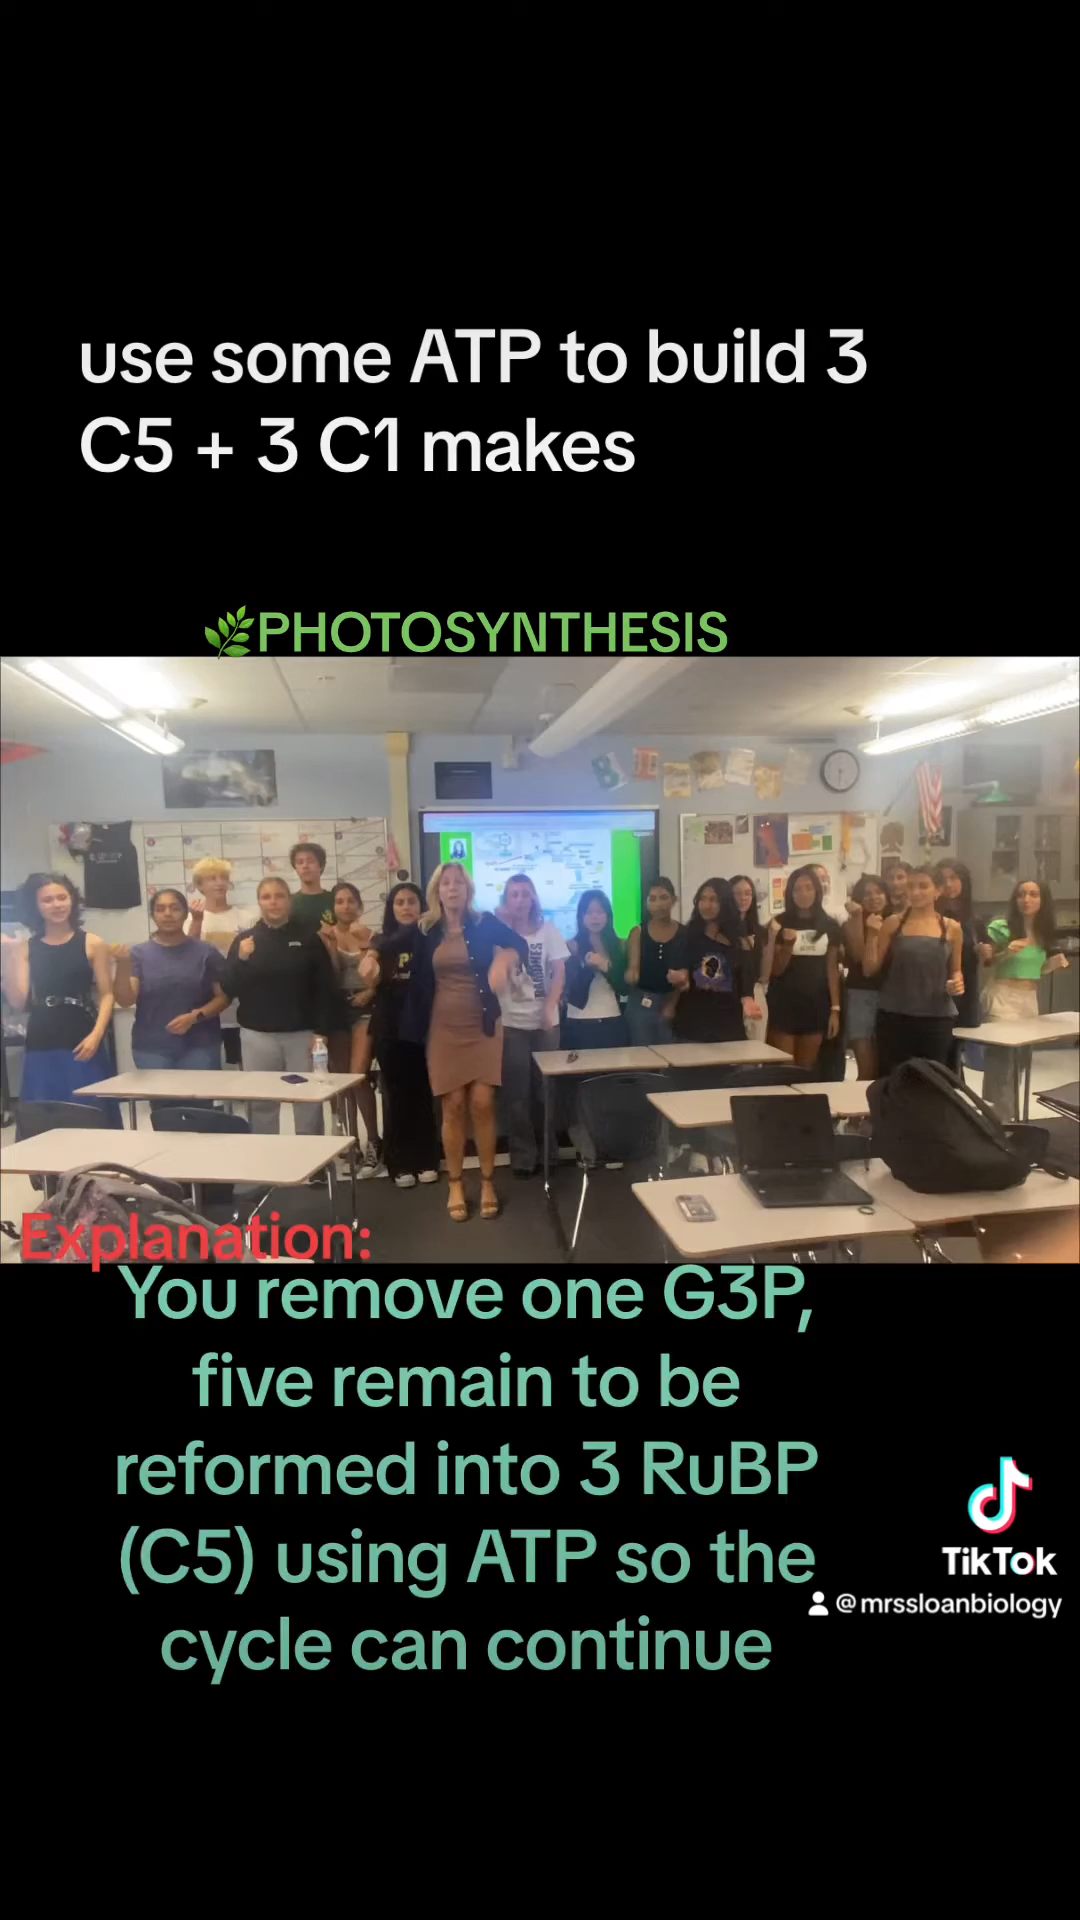 use some ATP to build 3
C5 + 3 C1 makes
🌿PHOTOSYNTHESIS
Explanation:
You remove one G3P,
five remain to be
reformed into 3 RuBP
(C5) using ATP so the
cycle can continue
TikTok
@mrssloanbiology